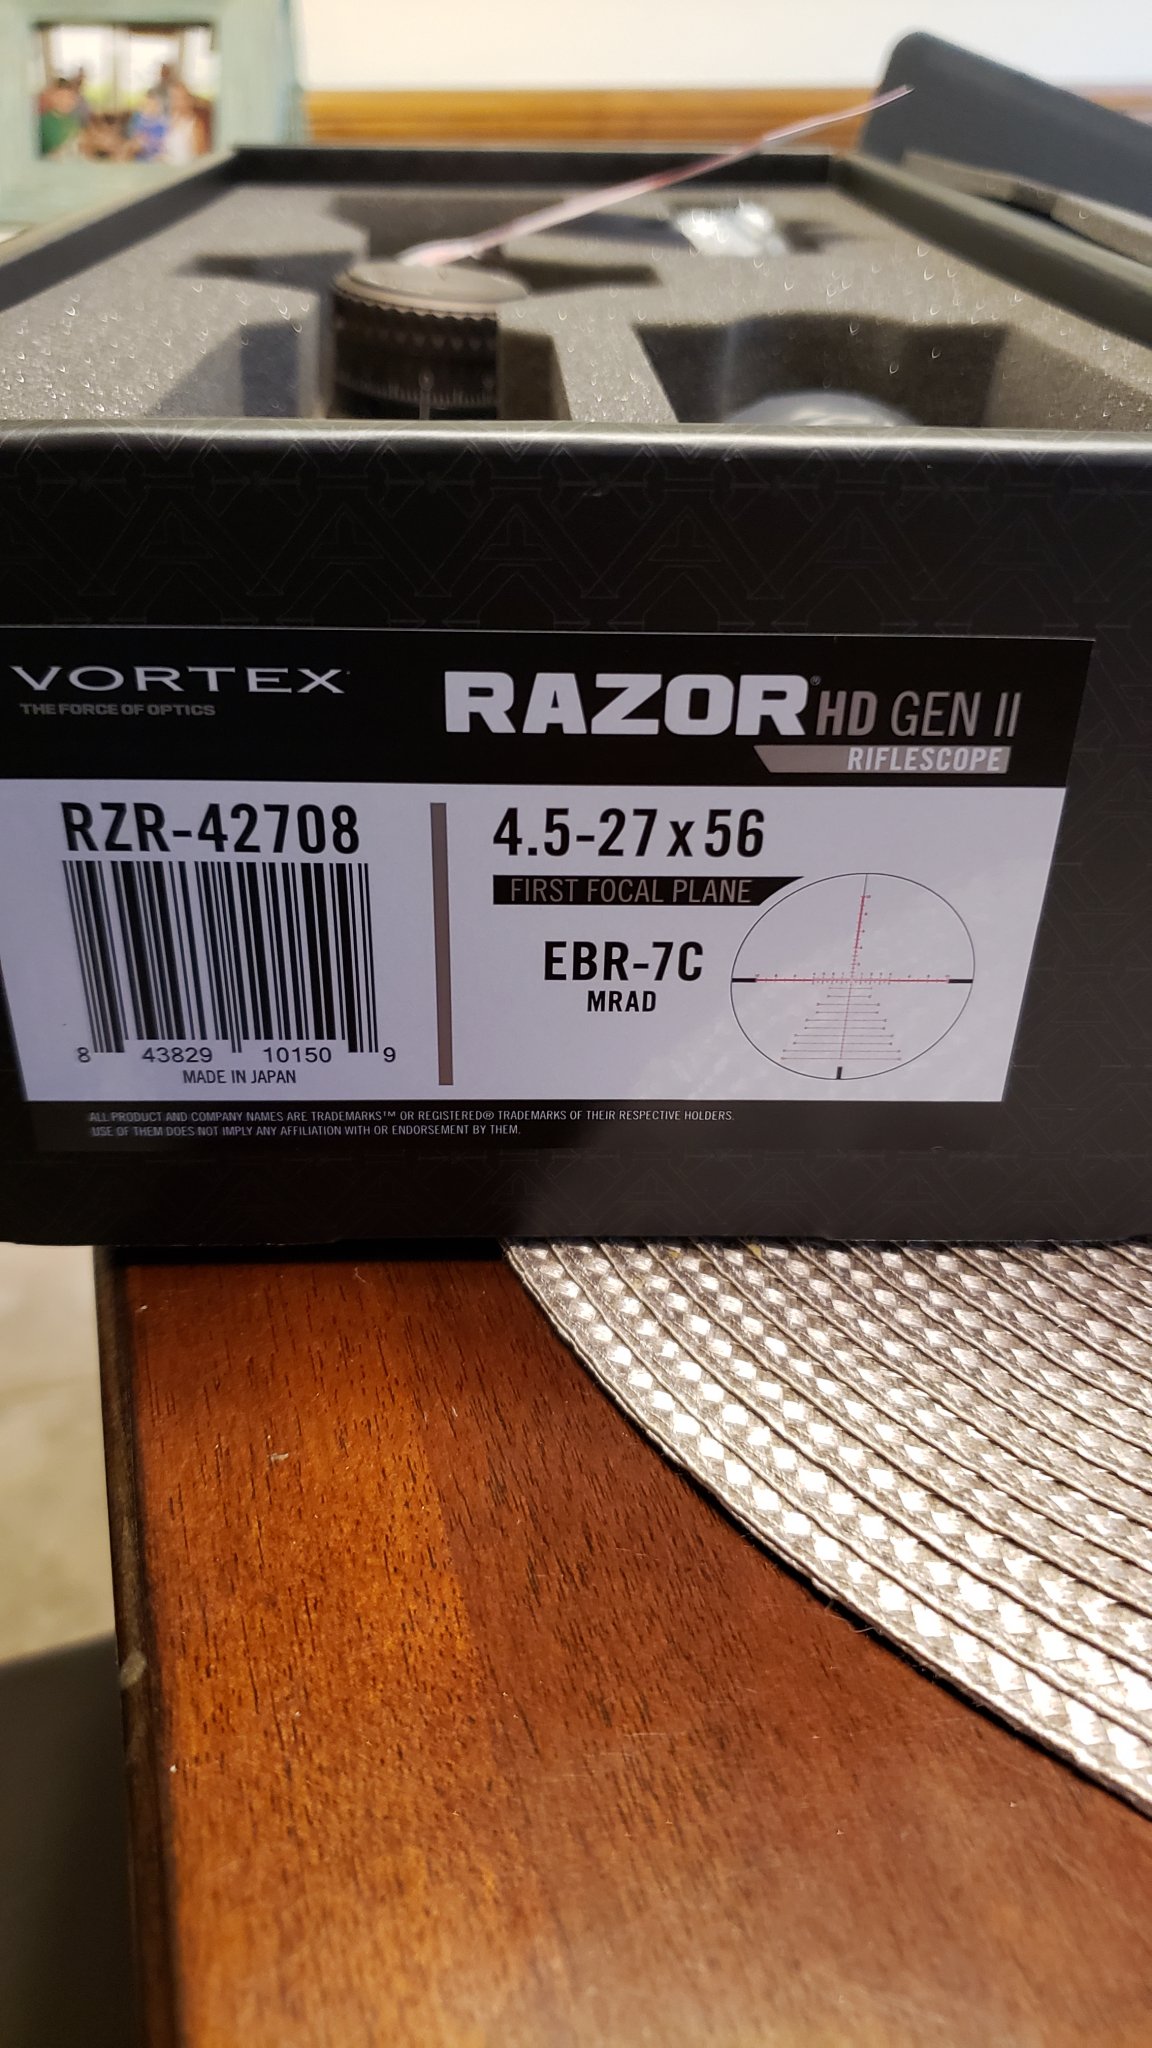 VORTEX
THE FORCE OF OPTICS
RAZOR® HD GEN II
RIFLESCOPE
RZR-42708
8 43829 10150 9
MADE IN JAPAN
4.5-27x56
FIRST FOCAL PLANE
EBR-7C
MRAD
ALL PRODUCT AND COMPANY NAMES ARE TRADEMARKS™ OR REGISTERED® TRADEMARKS OF THEIR RESPECTIVE HOLDERS.
USE OF THEM DOES NOT IMPLY ANY AFFILIATION WITH OR ENDORSEMENT BY THEM.